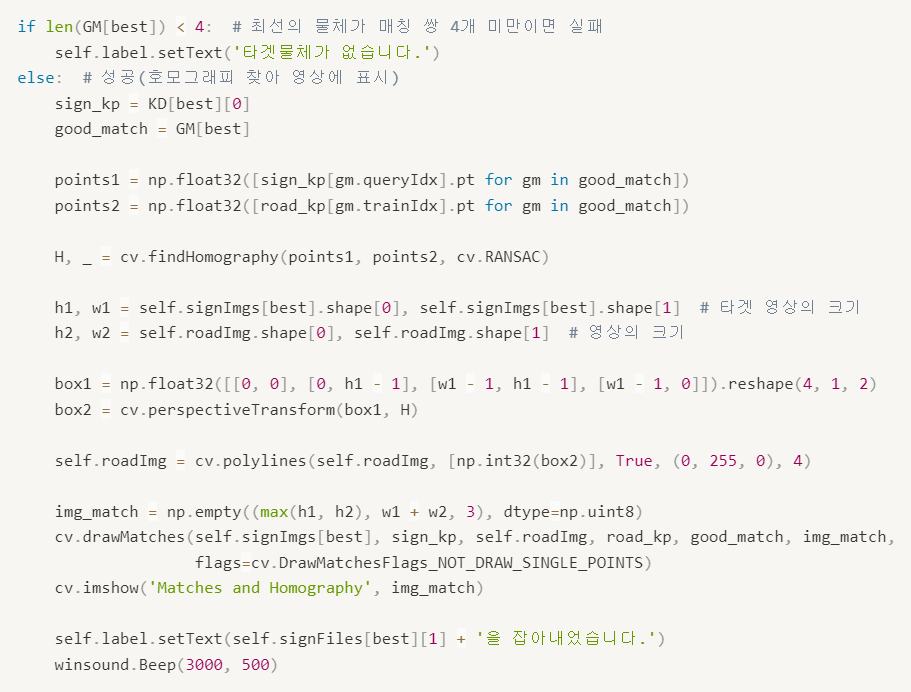 if len(GM[best]) < 4:  # 최선의 물체가 매칭 쌍 4개 미만이면 실패
    self.label.setText('타겟물체가 없습니다.')
else:  # 성공(호모그래피 찾아 영상에 표시)
    sign_kp = KD[best][0]
    good_match = GM[best]

    points1 = np.float32([sign_kp[gm.queryIdx].pt for gm in good_match])
    points2 = np.float32([road_kp[gm.trainIdx].pt for gm in good_match])

    H, _ = cv.findHomography(points1, points2, cv.RANSAC)

    h1, w1 = self.signImgs[best].shape[0], self.signImgs[best].shape[1]  # 타겟 영상의 크기
    h2, w2 = self.roadImg.shape[0], self.roadImg.shape[1]  # 영상의 크기

    box1 = np.float32([[0, 0], [0, h1 - 1], [w1 - 1, h1 - 1], [w1 - 1, 0]]).reshape(4, 1, 2)
    box2 = cv.perspectiveTransform(box1, H)

    self.roadImg = cv.polylines(self.roadImg, [np.int32(box2)], True, (0, 255, 0), 4)

    img_match = np.empty((max(h1, h2), w1 + w2, 3), dtype=np.uint8)
    cv.drawMatches(self.signImgs[best], sign_kp, self.roadImg, road_kp, good_match, img_match,
                   flags=cv.DrawMatchesFlags_NOT_DRAW_SINGLE_POINTS)
    cv.imshow('Matches and Homography', img_match)

    self.label.setText(self.signFiles[best][1] + '을 잡아내었습니다.')
    winsound.Beep(3000, 500)